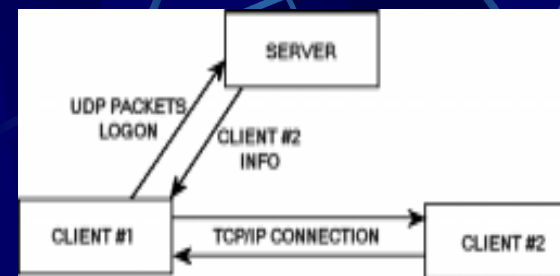 SERVER
UDP PACKETS
LOGON
CLIENT #2
INFO
CLIENT #1
TCP/IP CONNECTION
CLIENT #2